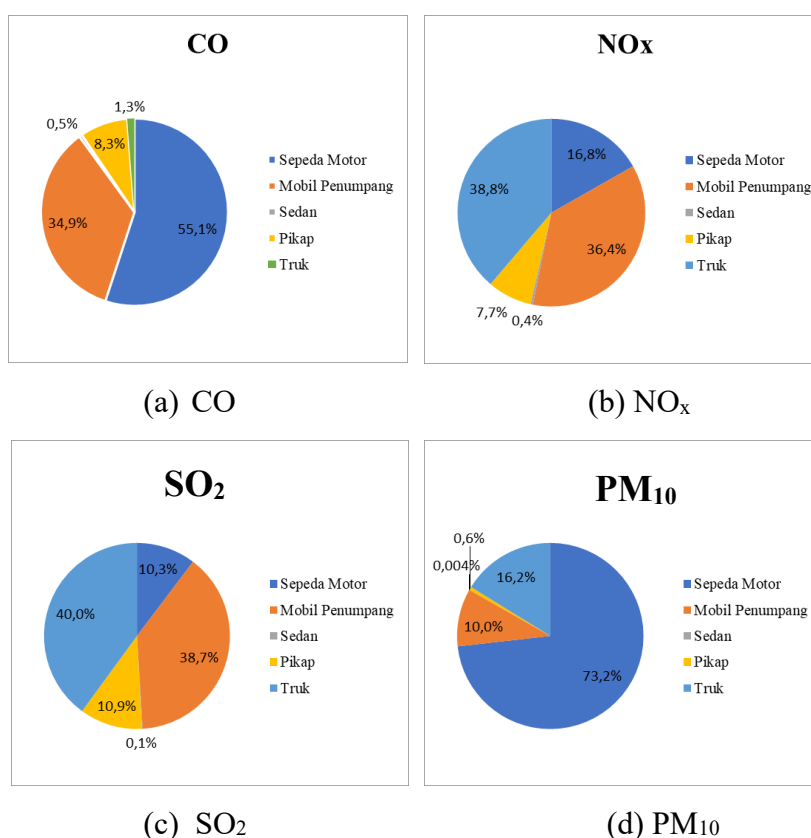 CO
1,3%
0,5%
8,3%
34,9%
55,1%
Sepeda Motor
Mobil Penumpang
Sedan
Pikap
Truk
(a) CO
NOx
16,8%
38,8%
36,4%
7,7%
0,4%
Sepeda Motor
Mobil Penumpang
Sedan
Pikap
Truk
(b) NOₓ
SO₂
10,3%
40,0%
38,7%
10,9%
0,1%
Sepeda Motor
Mobil Penumpang
Sedan
Pikap
Truk
(c) SO₂
PM₁₀
0,6%
0,004%
16,2%
10,0%
73,2%
Sepeda Motor
Mobil Penumpang
Sedan
Pikap
Truk
(d) PM₁₀